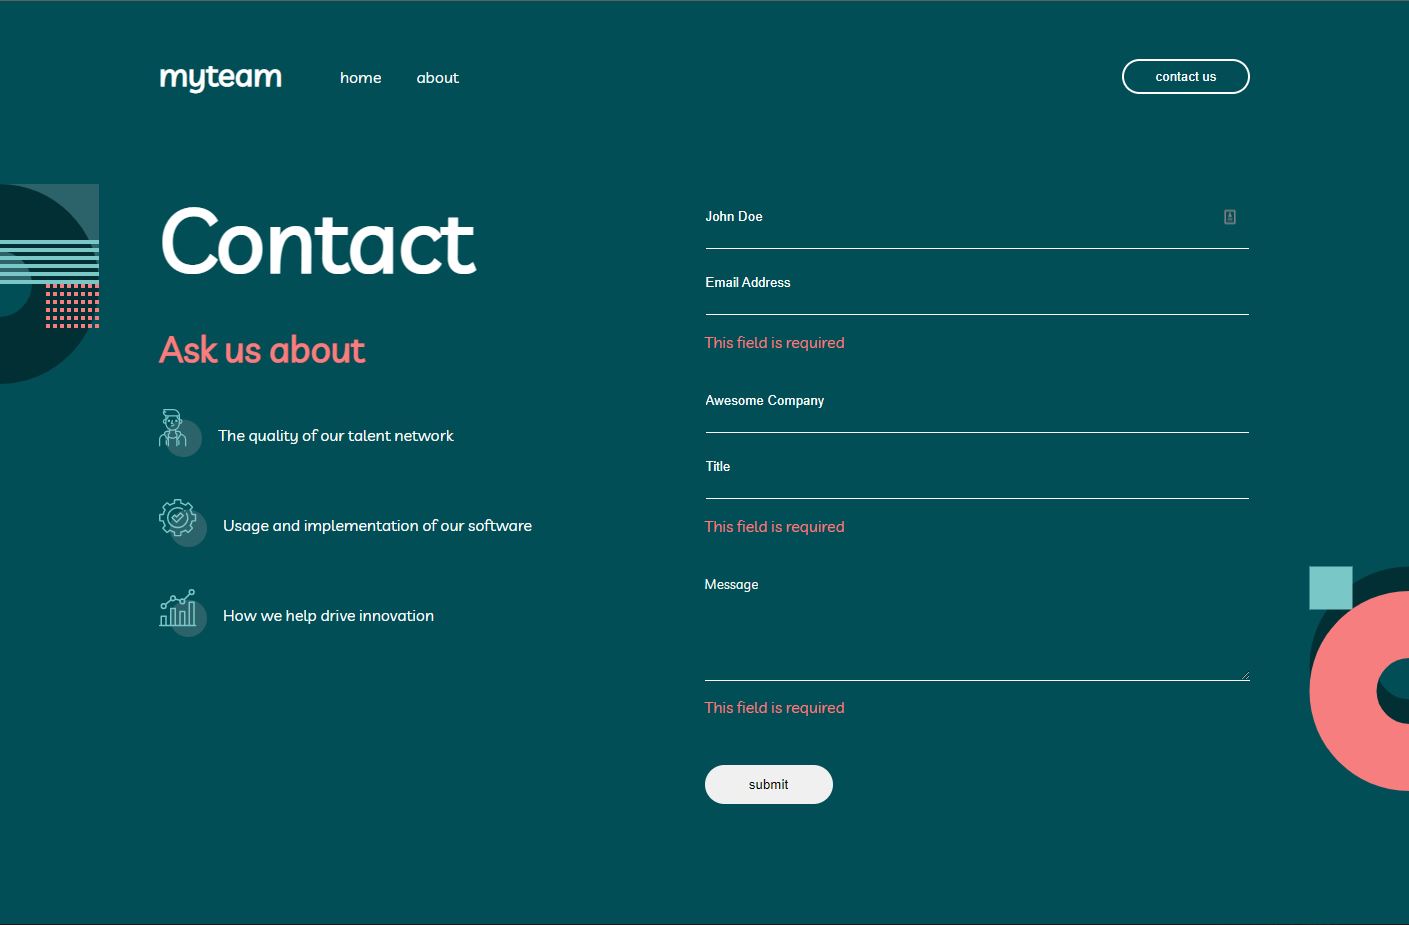 myteam
home
about
contact us
Contact
Ask us about
The quality of our talent network
Usage and implementation of our software
How we help drive innovation
John Doe
Email Address
This field is required
Awesome Company
Title
This field is required
Message
This field is required
submit